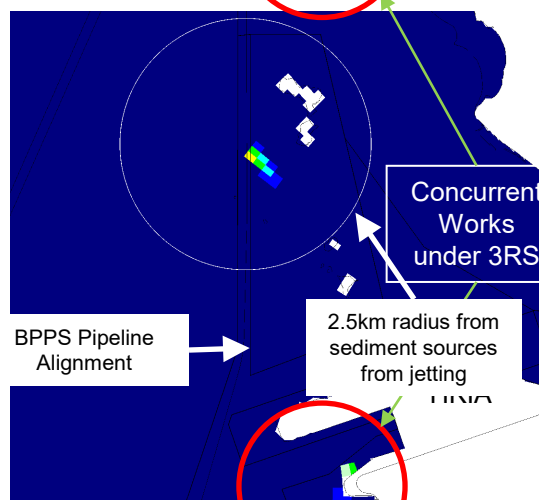 Concurrent
Works
under 3RS
BPPS Pipeline
Alignment
2.5km radius from
sediment sources
from jetting